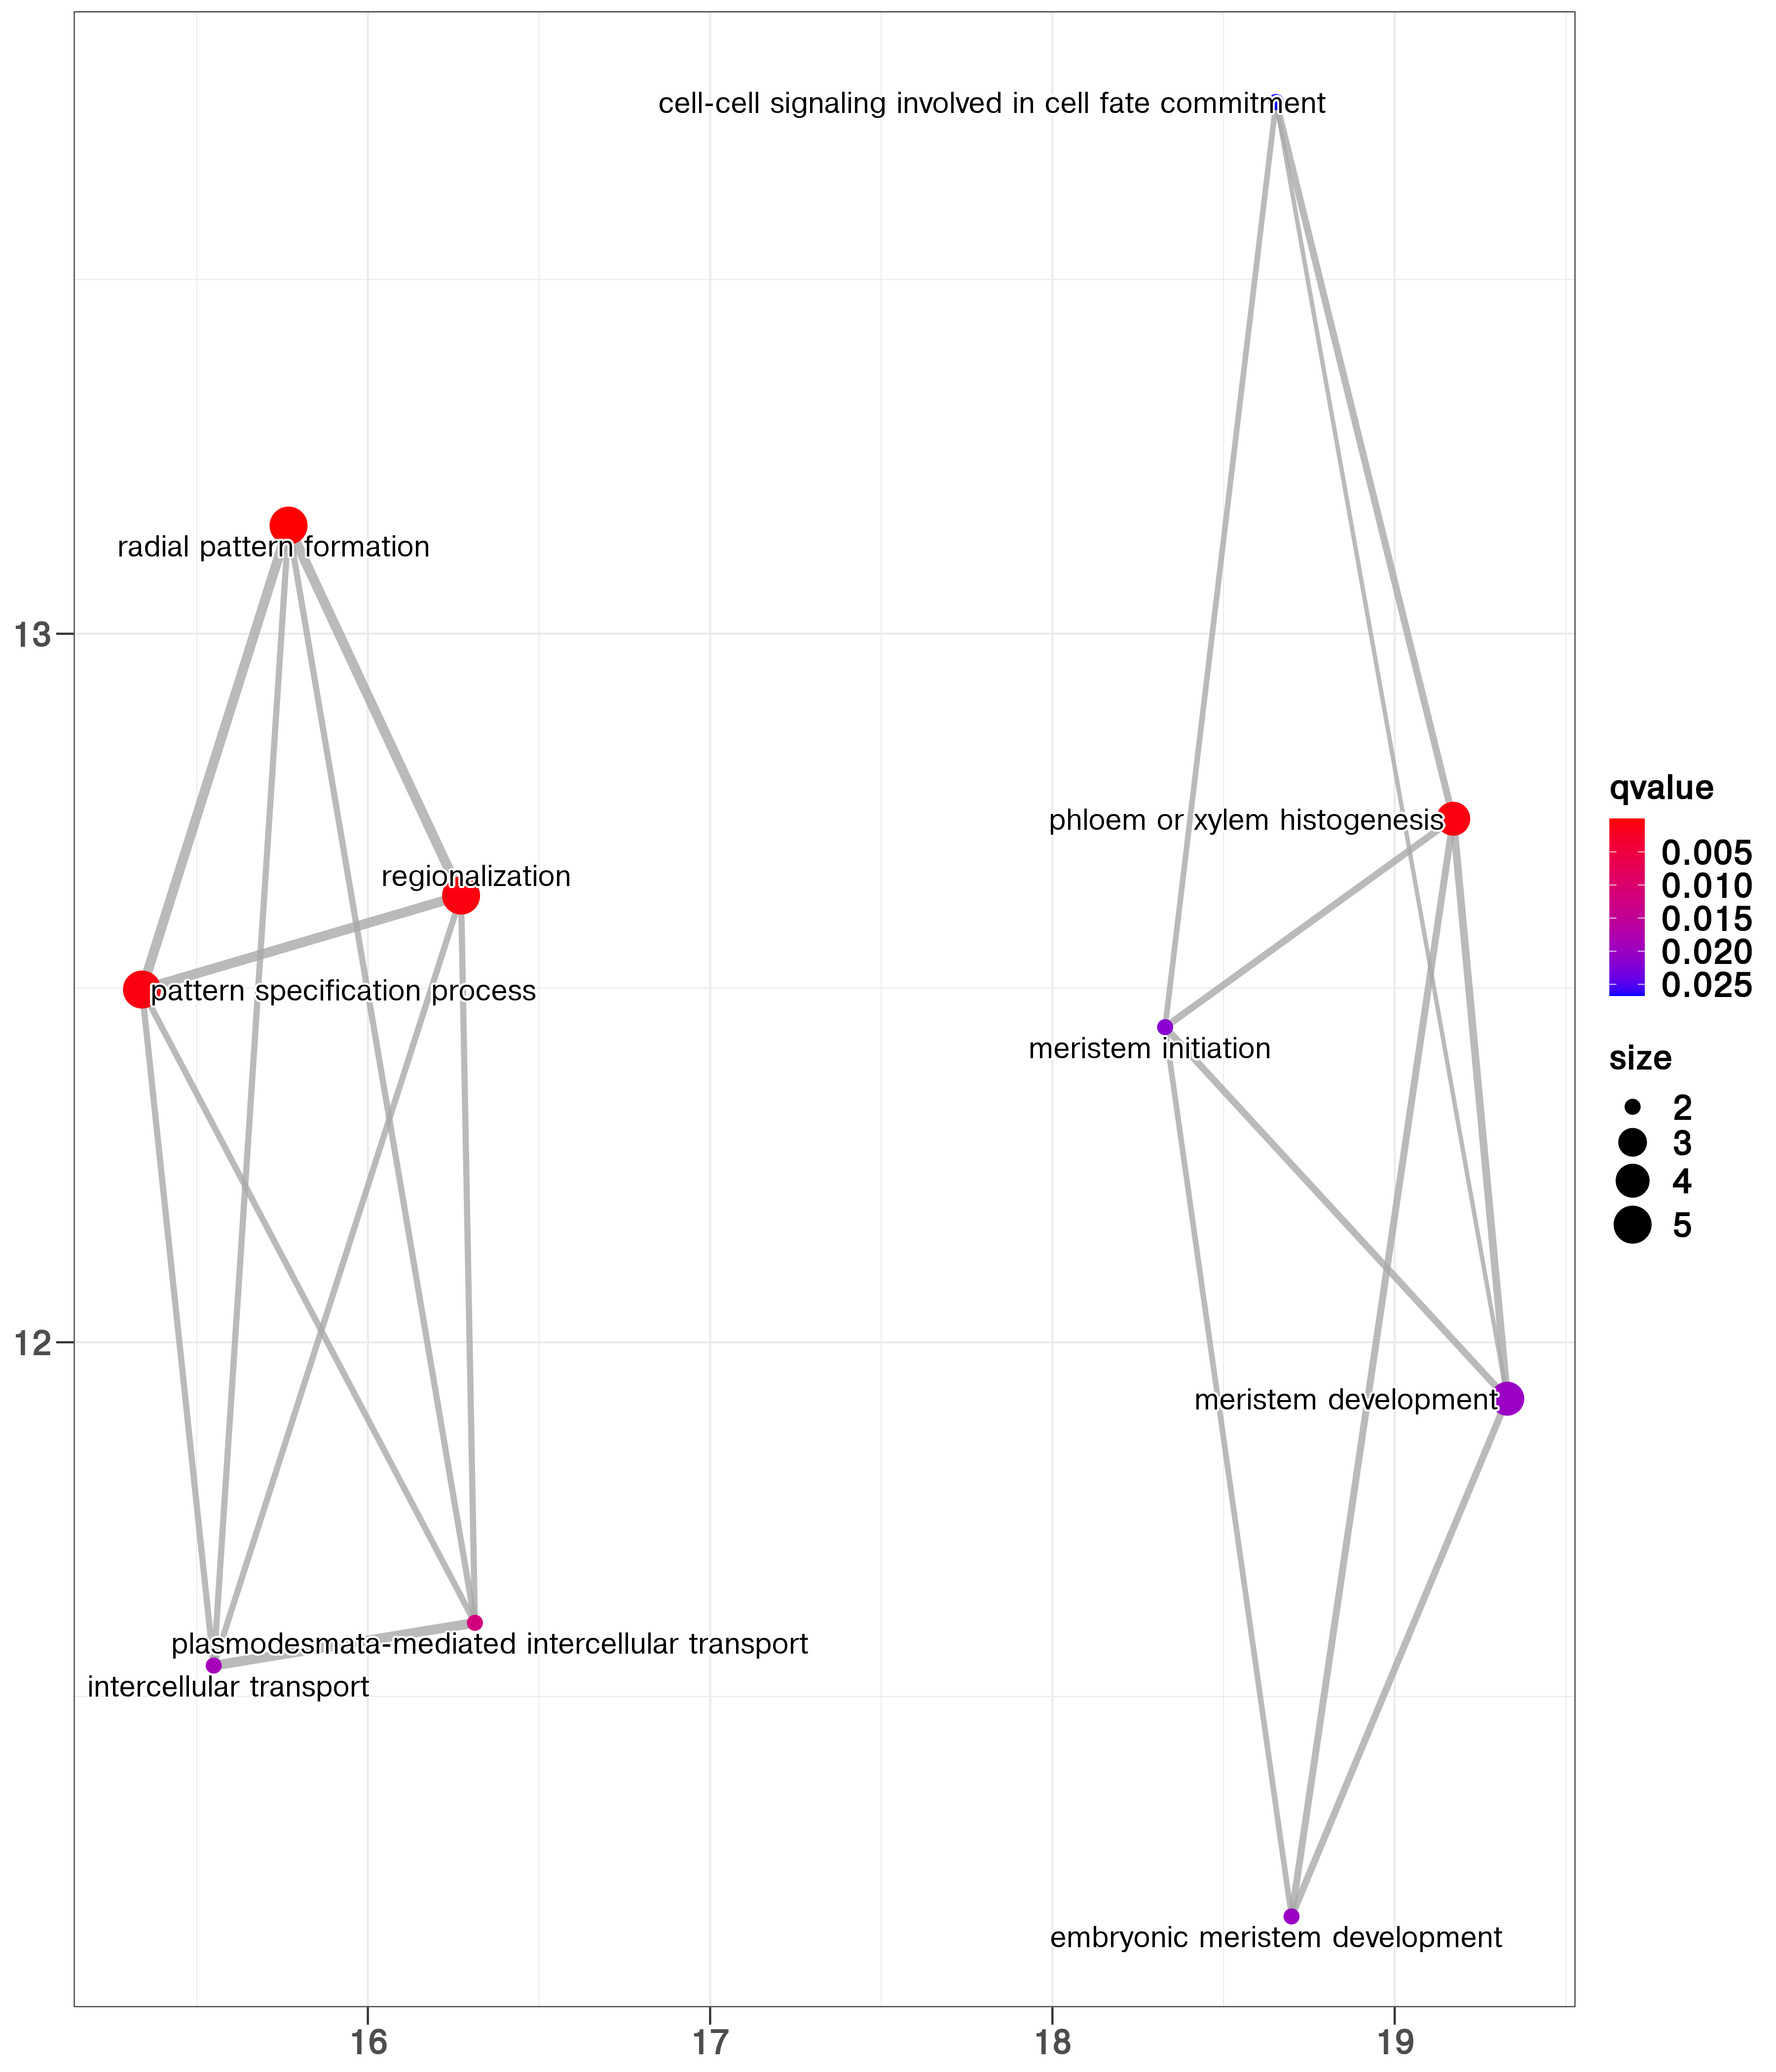 cell-cell signaling involved in cell fate commitment
radial pattern formation
13
phloem or xylem histogenesis
regionalization
pattern specification process
meristem initiation
12
meristem development
plasmodesmata-mediated intercellular transport
intercellular transport
embryonic meristem development
16
17
18
19
qvalue
0.005
0.010
0.015
0.020
0.025
size
2
3
4
5